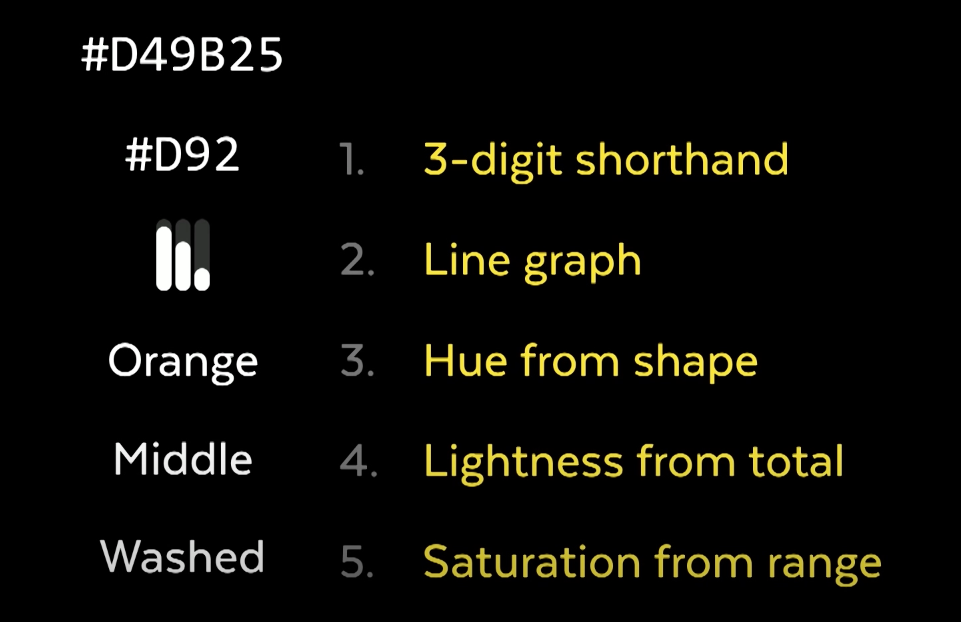 #D49B25
#D92 1. 3-digit shorthand
2. Line graph
Orange 3. Hue from shape
Middle 4. Lightness from total
Washed 5. Saturation from range